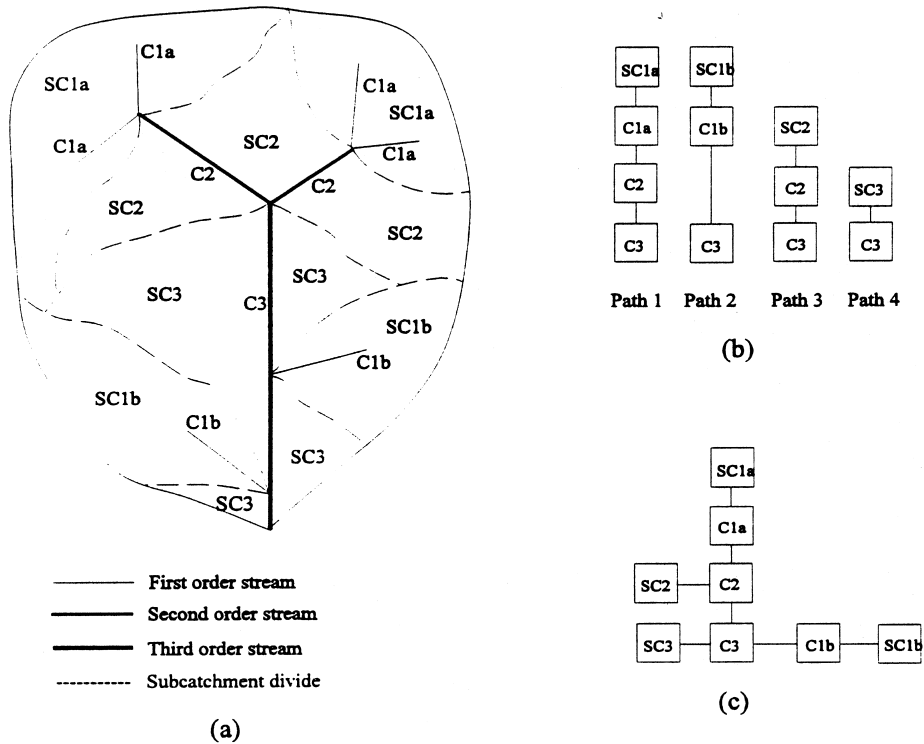 C1a
SC1a
C1a
SC1a
C1a
C1a
SC2
C2
C2
SC2
SC2
SC3
SC3
C3
SC1b
C1b
SC1b
C1b
SC3
SC3
First order stream
Second order stream
Third order stream
Subcatchment divide
(a)
SC1a SC1b
C1a C1b SC2
C2 C2 SC3
C3 C3 C3 C3
Path 1 Path 2 Path 3 Path 4
(b)
SC1a
C1a
SC2 C2
SC3 C3 C1b SC1b
(c)